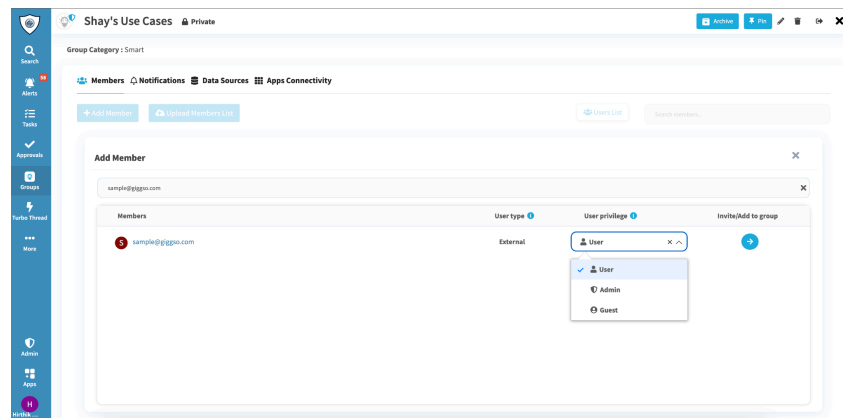 Shay's Use Cases Private
Archive Pin
Search
88
Alerts
Tasks
Approvals
Groups
Turbo Thread
More
Admin
Apps
H
Hirthik ...
Group Category : Smart
Members Notifications Data Sources Apps Connectivity
+ Add Member Upload Members List Users List Search members...
Add Member
sample@giggso.com
Members User type User privilege Invite/Add to group
S sample@giggso.com External User
User
Admin
Guest